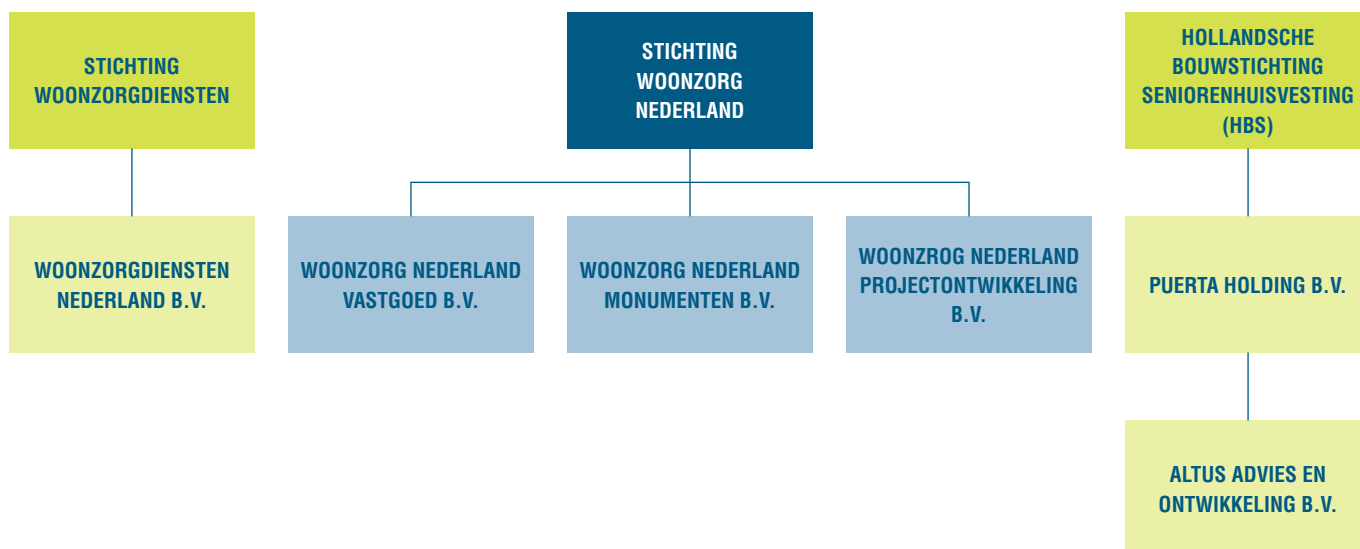 STICHTING
WOONZORGDIENSTEN
STICHTING
WOONZORG
NEDERLAND
HOLLANDSCHE
BOUWSTICHTING
SENIORENHUISVESTING
(HBS)
WOONZORGDIENSTEN
NEDERLAND B.V.
WOONZORG NEDERLAND
VASTGOED B.V.
WOONZORG NEDERLAND
MONUMENTEN B.V.
WOONZROG NEDERLAND
PROJECTONTWIKKELING
B.V.
PUERTA HOLDING B.V.
ALTUS ADVIES EN
ONTWIKKELING B.V.